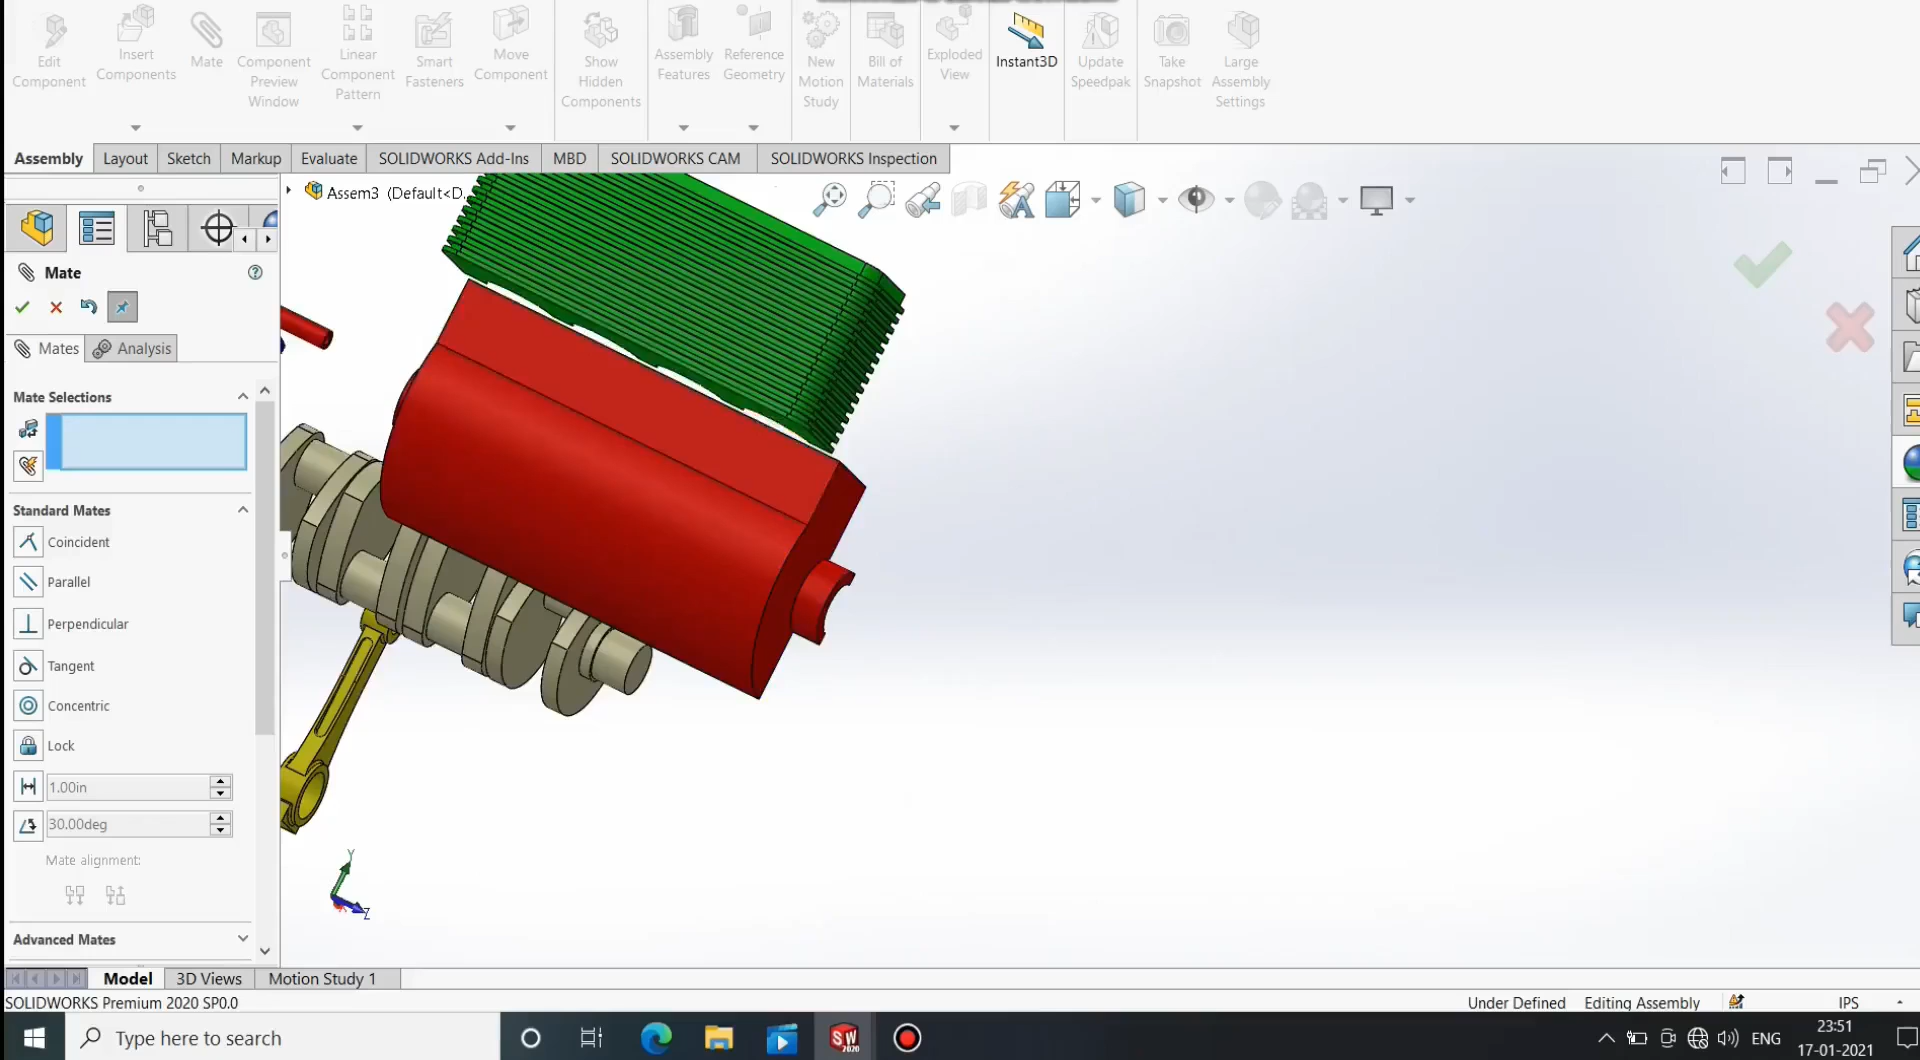 Edit Component
Insert Components
Mate
Component Preview Window
Linear Component Pattern
Smart Fasteners
Move Component
Show Hidden Components
Assembly Features
Reference Geometry
New Motion Study
Bill of Materials
Exploded View
Instant3D
Update Speedpak
Take Snapshot
Large Assembly Settings
Assembly Layout Sketch Markup Evaluate SOLIDWORKS Add-Ins MBD SOLIDWORKS CAM SOLIDWORKS Inspection
Assem3 (Default<D...
Mate
Mates Analysis
Mate Selections
Standard Mates
Coincident
Parallel
Perpendicular
Tangent
Concentric
Lock
1.00in
30.00deg
Mate alignment:
Advanced Mates
Y
Z
Model 3D Views Motion Study 1
SOLIDWORKS Premium 2020 SP0.0
Under Defined Editing Assembly IPS
Type here to search
SW
2020
ENG
23:51
17-01-2021